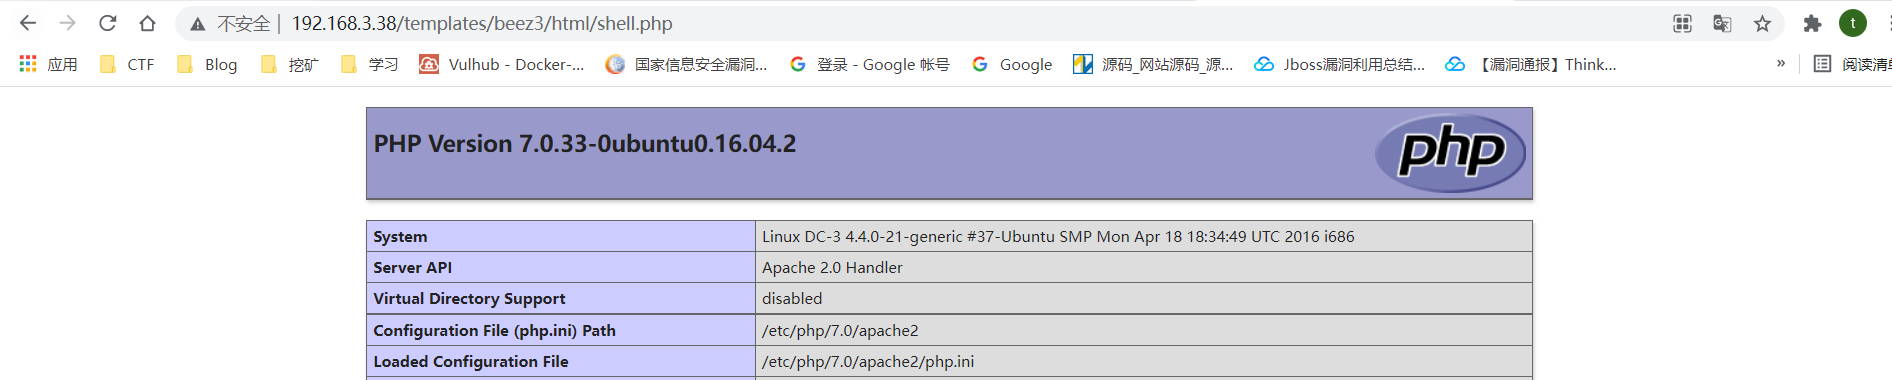 不安全 | 192.168.3.38/templates/beez3/html/shell.php t
应用 CTF Blog 挖矿 学习 Vulhub - Docker-... 国家信息安全漏洞... 登录 - Google 帐号 Google 源码_网站源码_源... Jboss漏洞利用总结... 【漏洞通报】Think... » 阅读清单
PHP Version 7.0.33-0ubuntu0.16.04.2 php
System Linux DC-3 4.4.0-21-generic #37-Ubuntu SMP Mon Apr 18 18:34:49 UTC 2016 i686
Server API Apache 2.0 Handler
Virtual Directory Support disabled
Configuration File (php.ini) Path /etc/php/7.0/apache2
Loaded Configuration File /etc/php/7.0/apache2/php.ini